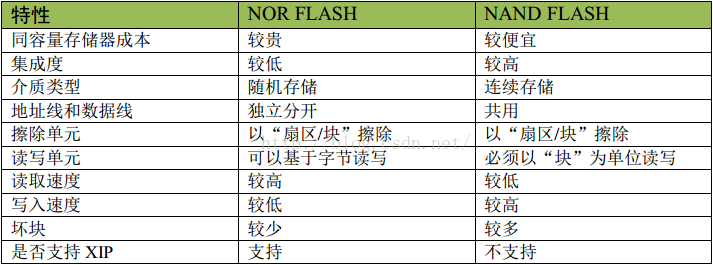 特性 NOR FLASH NAND FLASH
同容量存储器成本 较贵 较便宜
集成度 较低 较高
介质类型 随机存储 连续存储
地址线和数据线 独立分开 共用
擦除单元 以“扇区/块”擦除 以“扇区/块”擦除
读写单元 可以基于字节读写 必须以“块”为单位读写
读取速度 较高 较低
写入速度 较低 较高
坏块 较少 较多
是否支持 XIP 支持 不支持